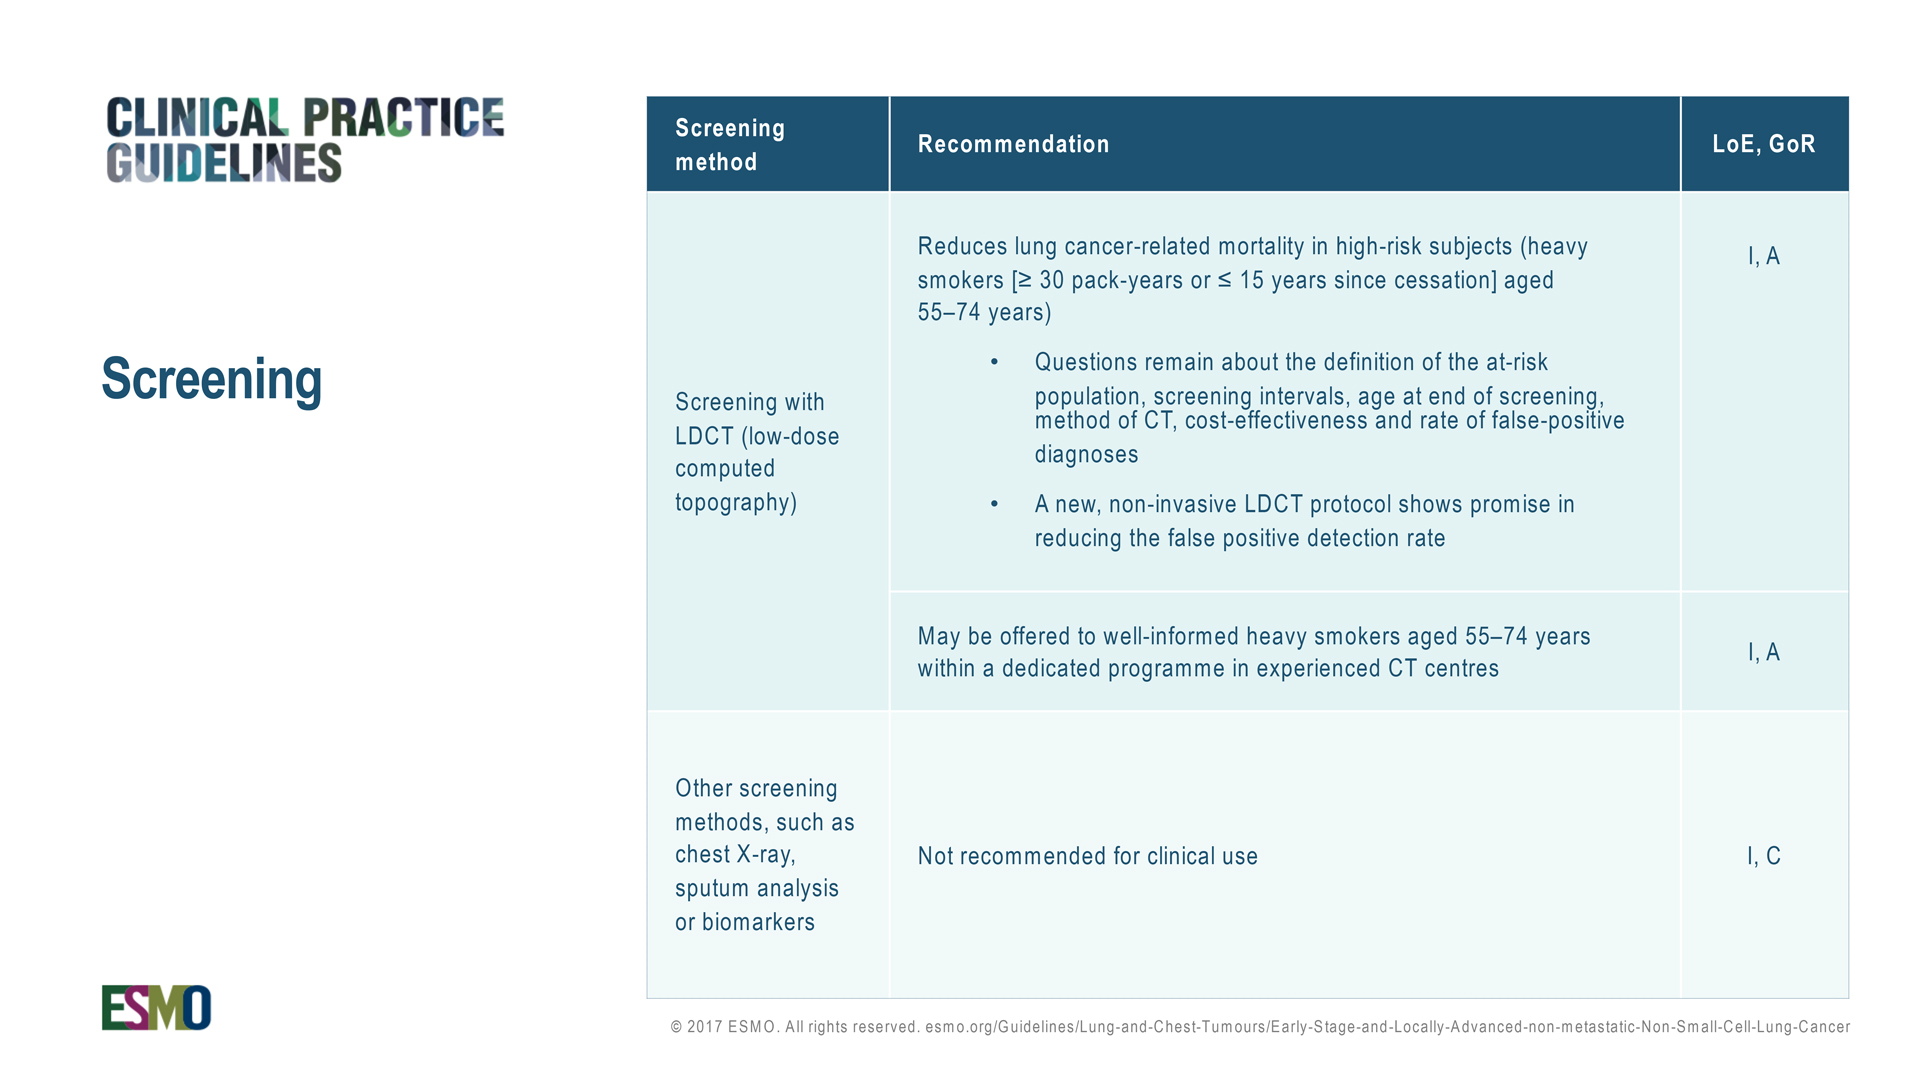 CLINICAL PRACTICE
GUIDELINES
Screening
Screening
method
Recommendation
LoE, GoR
Screening with
LDCT (low-dose
computed
topography)
Reduces lung cancer-related mortality in high-risk subjects (heavy
smokers [≥ 30 pack-years or ≤ 15 years since cessation] aged
55–74 years)
• Questions remain about the definition of the at-risk
population, screening intervals, age at end of screening,
method of CT, cost-effectiveness and rate of false-positive
diagnoses
• A new, non-invasive LDCT protocol shows promise in
reducing the false positive detection rate
I, A
May be offered to well-informed heavy smokers aged 55–74 years
within a dedicated programme in experienced CT centres
I, A
Other screening
methods, such as
chest X-ray,
sputum analysis
or biomarkers
Not recommended for clinical use
I, C
ESMO
© 2017 ESMO. All rights reserved. esmo.org/Guidelines/Lung-and-Chest-Tumours/Early-Stage-and-Locally-Advanced-non-metastatic-Non-Small-Cell-Lung-Cancer